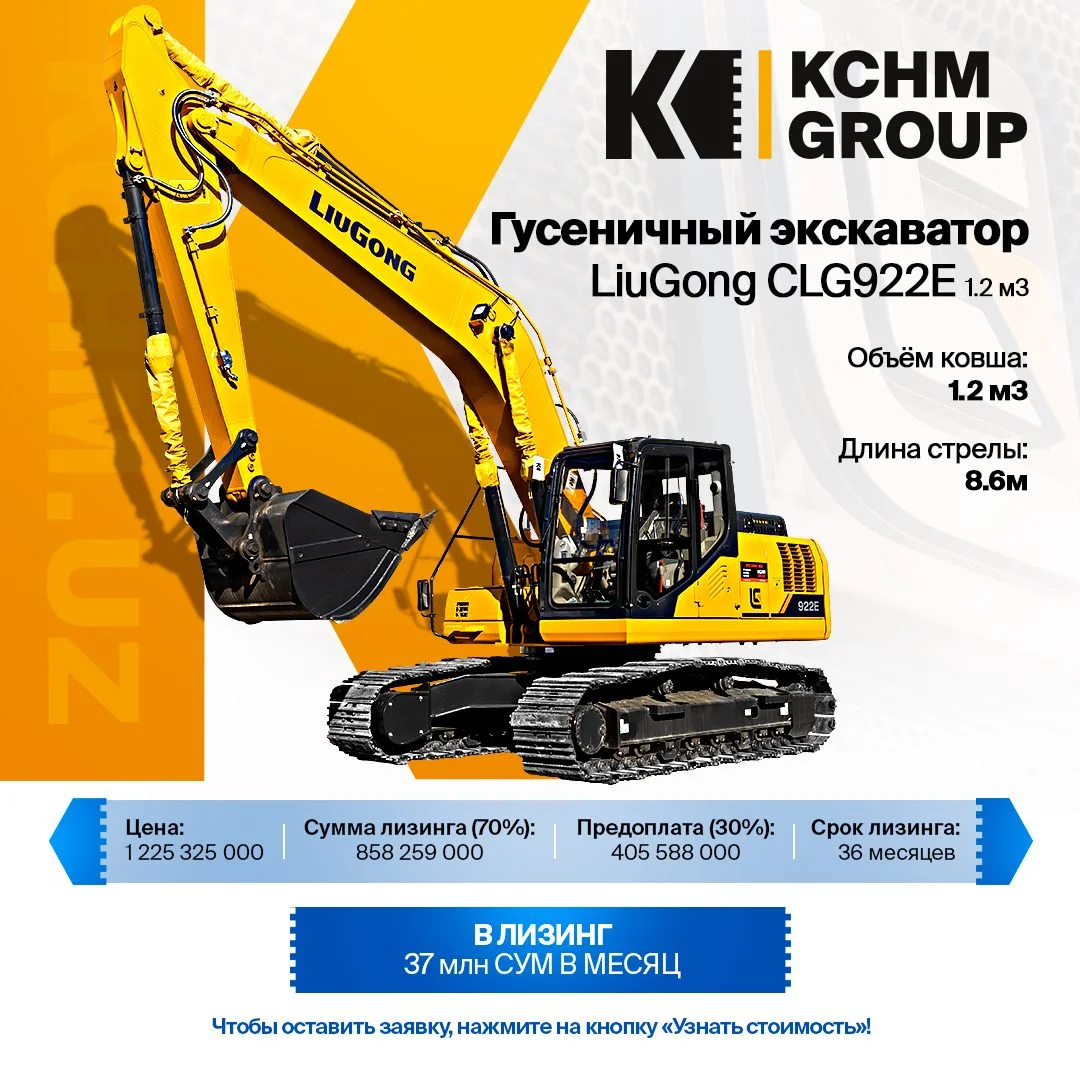 KCHM
GROUP
Гусеничный экскаватор
LiuGong CLG922E 1.2 м3
Объём ковша:
1.2 м3
Длина стрелы:
8.6м
LIUGONG
922E
KCHM.UZ
Цена:
1 225 325 000
Сумма лизинга (70%):
858 259 000
Предоплата (30%):
405 588 000
Срок лизинга:
36 месяцев
В ЛИЗИНГ
37 млн СУМ В МЕСЯЦ
Чтобы оставить заявку, нажмите на кнопку «Узнать стоимость»!